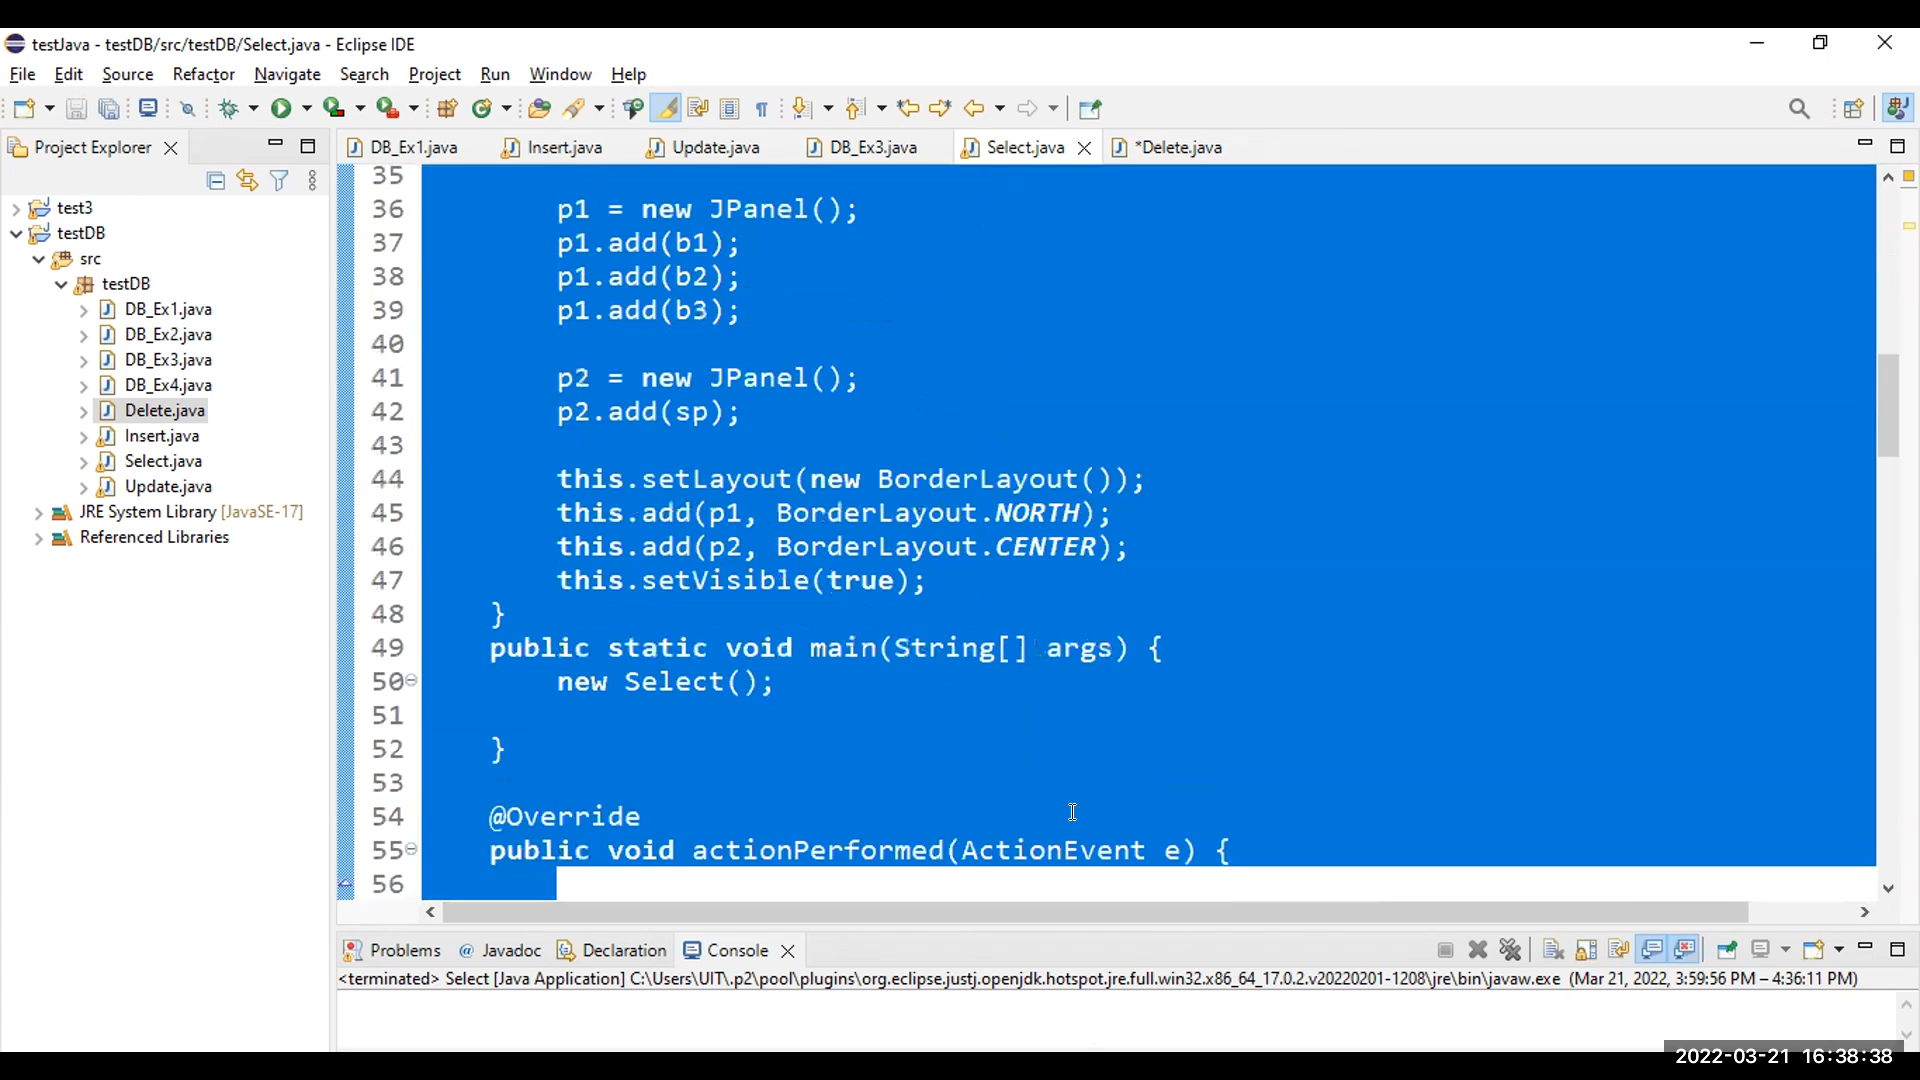 testJava - testDB/src/testDB/Select.java - Eclipse IDE
File Edit Source Refactor Navigate Search Project Run Window Help
Project Explorer
DB_Ex1.java Insert.java Update.java DB_Ex3.java Select.java *Delete.java
test3
testDB
src
testDB
DB_Ex1.java
DB_Ex2.java
DB_Ex3.java
DB_Ex4.java
Delete.java
Insert.java
Select.java
Update.java
JRE System Library [JavaSE-17]
Referenced Libraries
35
36 p1 = new JPanel();
37 p1.add(b1);
38 p1.add(b2);
39 p1.add(b3);
40
41 p2 = new JPanel();
42 p2.add(sp);
43
44 this.setLayout(new BorderLayout());
45 this.add(p1, BorderLayout.NORTH);
46 this.add(p2, BorderLayout.CENTER);
47 this.setVisible(true);
48 }
49 public static void main(String[] args) {
50 new Select();
51
52 }
53
54 @Override
55 public void actionPerformed(ActionEvent e) {
56
Problems @ Javadoc Declaration Console
<terminated> Select [Java Application] C:\Users\UIT\.p2\pool\plugins\org.eclipse.justj.openjdk.hotspot.jre.full.win32.x86_64_17.0.2.v20220201-1208\jre\bin\javaw.exe (Mar 21, 2022, 3:59:56 PM – 4:36:11 PM)
2022-03-21 16:38:38